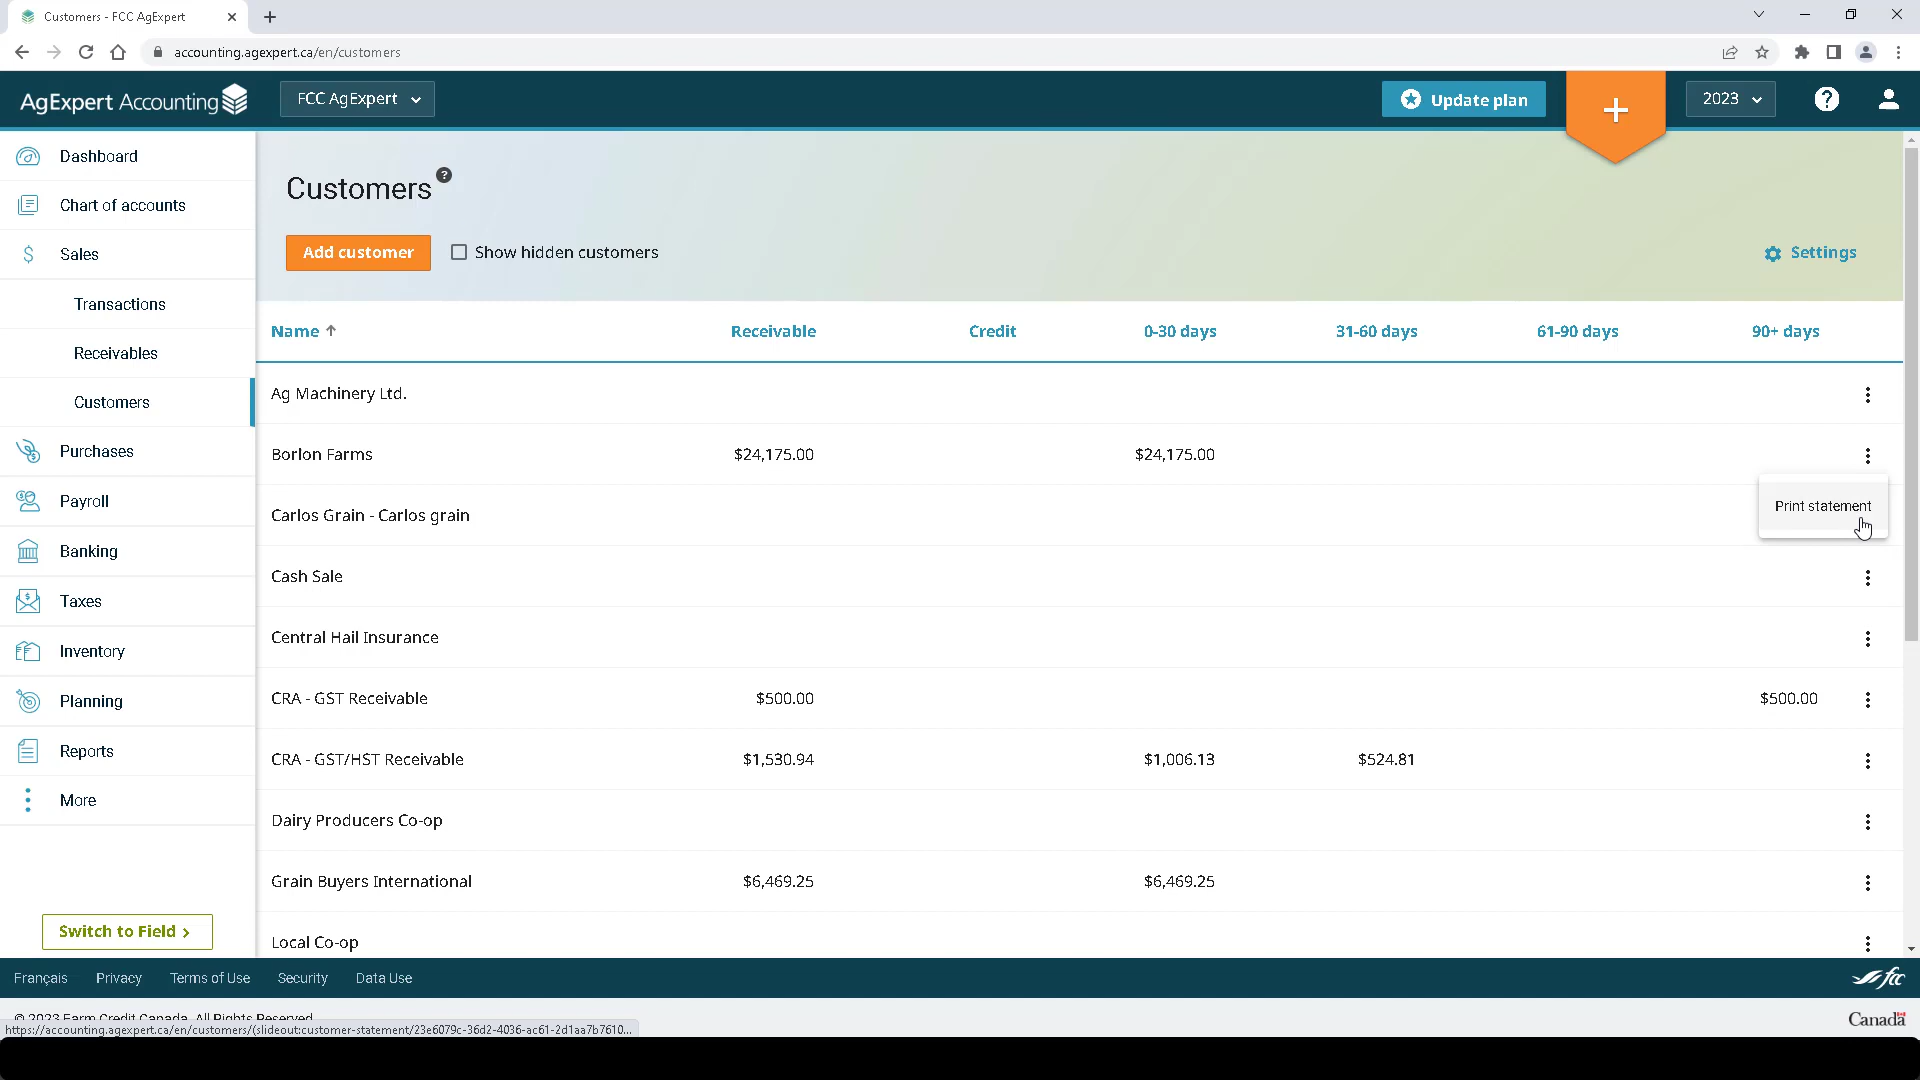 Customers - FCC AgExpert
accounting.agexpert.ca/en/customers
AgExpert Accounting
FCC AgExpert
Update plan
+
2023
?
Dashboard
Chart of accounts
Sales
Transactions
Receivables
Customers
Purchases
Payroll
Banking
Taxes
Inventory
Planning
Reports
More
Switch to Field >
Customers ?
Add customer
Show hidden customers
Settings
Name Receivable Credit 0-30 days 31-60 days 61-90 days 90+ days
Ag Machinery Ltd.
Borlon Farms $24,175.00 $24,175.00
Print statement
Carlos Grain - Carlos grain
Cash Sale
Central Hail Insurance
CRA - GST Receivable $500.00 $500.00
CRA - GST/HST Receivable $1,530.94 $1,006.13 $524.81
Dairy Producers Co-op
Grain Buyers International $6,469.25 $6,469.25
Local Co-op
Français Privacy Terms of Use Security Data Use
fcc
© 2023 Farm Credit Canada. All Rights Reserved
Canada
https://accounting.agexpert.ca/en/customers/(slideout:customer-statement/23e6079c-36d2-4036-ac61-2d1aa7b7610...